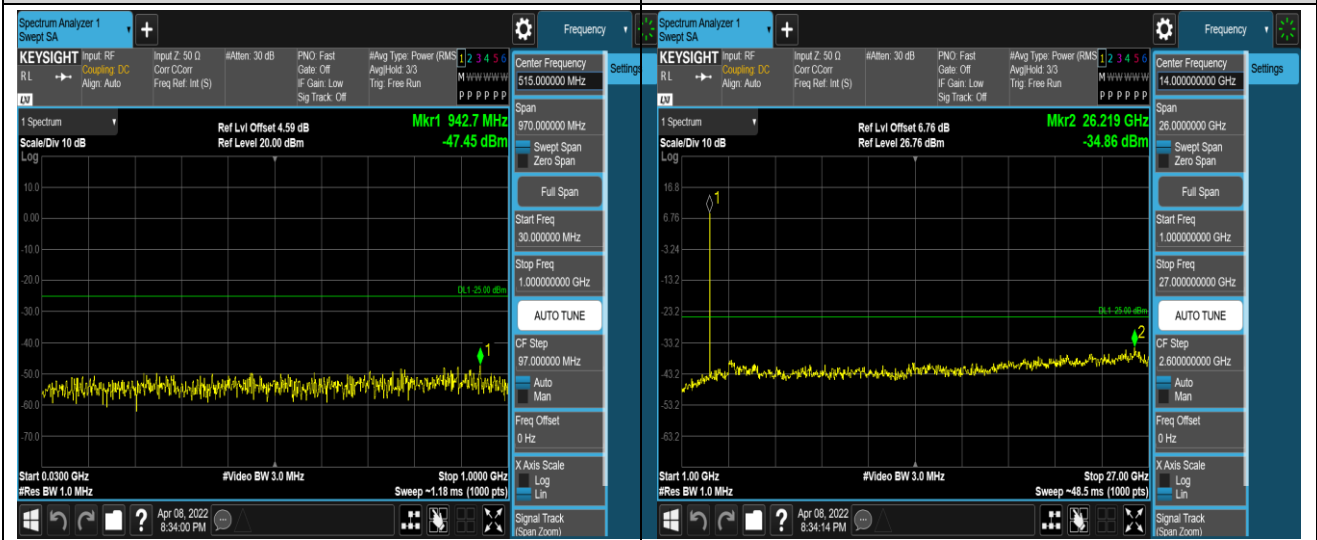 Spectrum Analyzer 1
Swept SA
Frequency
Settings
KEYSIGHT
RL
LXI
Input: RF
Coupling: DC
Align: Auto
Input Z: 50 Ω
Corr CCorr
Freq Ref: Int (S)
#Atten: 30 dB
PNO: Fast
Gate: Off
IF Gain: Low
Sig Track: Off
#Avg Type: Power (RMS
Avg|Hold: 3/3
Trig: Free Run
1 2 3 4 5 6
M W W W W W
P P P P P P
1 Spectrum
Scale/Div 10 dB
Log
Ref Lvl Offset 4.59 dB
Ref Level 20.00 dBm
Mkr1 942.7 MHz
-47.45 dBm
10.0
0.00
-10.0
-20.0
-30.0
-40.0
-50.0
-60.0
-70.0
DL1 -25.00 dBm
1
Start 0.0300 GHz
#Res BW 1.0 MHz
#Video BW 3.0 MHz
Stop 1.0000 GHz
Sweep ~1.18 ms (1000 pts)
Center Frequency
515.000000 MHz
Span
970.000000 MHz
Swept Span
Zero Span
Full Span
Start Freq
30.000000 MHz
Stop Freq
1.000000000 GHz
AUTO TUNE
CF Step
97.000000 MHz
Auto
Man
Freq Offset
0 Hz
X Axis Scale
Log
Lin
Signal Track
(Span Zoom)
?
Apr 08, 2022
8:34:00 PM
Spectrum Analyzer 1
Swept SA
Frequency
Settings
KEYSIGHT
RL
LXI
Input: RF
Coupling: DC
Align: Auto
Input Z: 50 Ω
Corr CCorr
Freq Ref: Int (S)
#Atten: 30 dB
PNO: Fast
Gate: Off
IF Gain: Low
Sig Track: Off
#Avg Type: Power (RMS
Avg|Hold: 3/3
Trig: Free Run
1 2 3 4 5 6
M W W W W W
P P P P P P
1 Spectrum
Scale/Div 10 dB
Log
Ref Lvl Offset 6.76 dB
Ref Level 26.76 dBm
Mkr2 26.219 GHz
-34.86 dBm
16.8
6.76
-3.24
-13.2
-23.2
-33.2
-43.2
-53.2
-63.2
1
DL1 -25.00 dBm
2
Start 1.00 GHz
#Res BW 1.0 MHz
#Video BW 3.0 MHz
Stop 27.00 GHz
Sweep ~48.5 ms (1000 pts)
Center Frequency
14.000000000 GHz
Span
26.0000000 GHz
Swept Span
Zero Span
Full Span
Start Freq
1.000000000 GHz
Stop Freq
27.000000000 GHz
AUTO TUNE
CF Step
2.600000000 GHz
Auto
Man
Freq Offset
0 Hz
X Axis Scale
Log
Lin
Signal Track
(Span Zoom)
?
Apr 08, 2022
8:34:14 PM